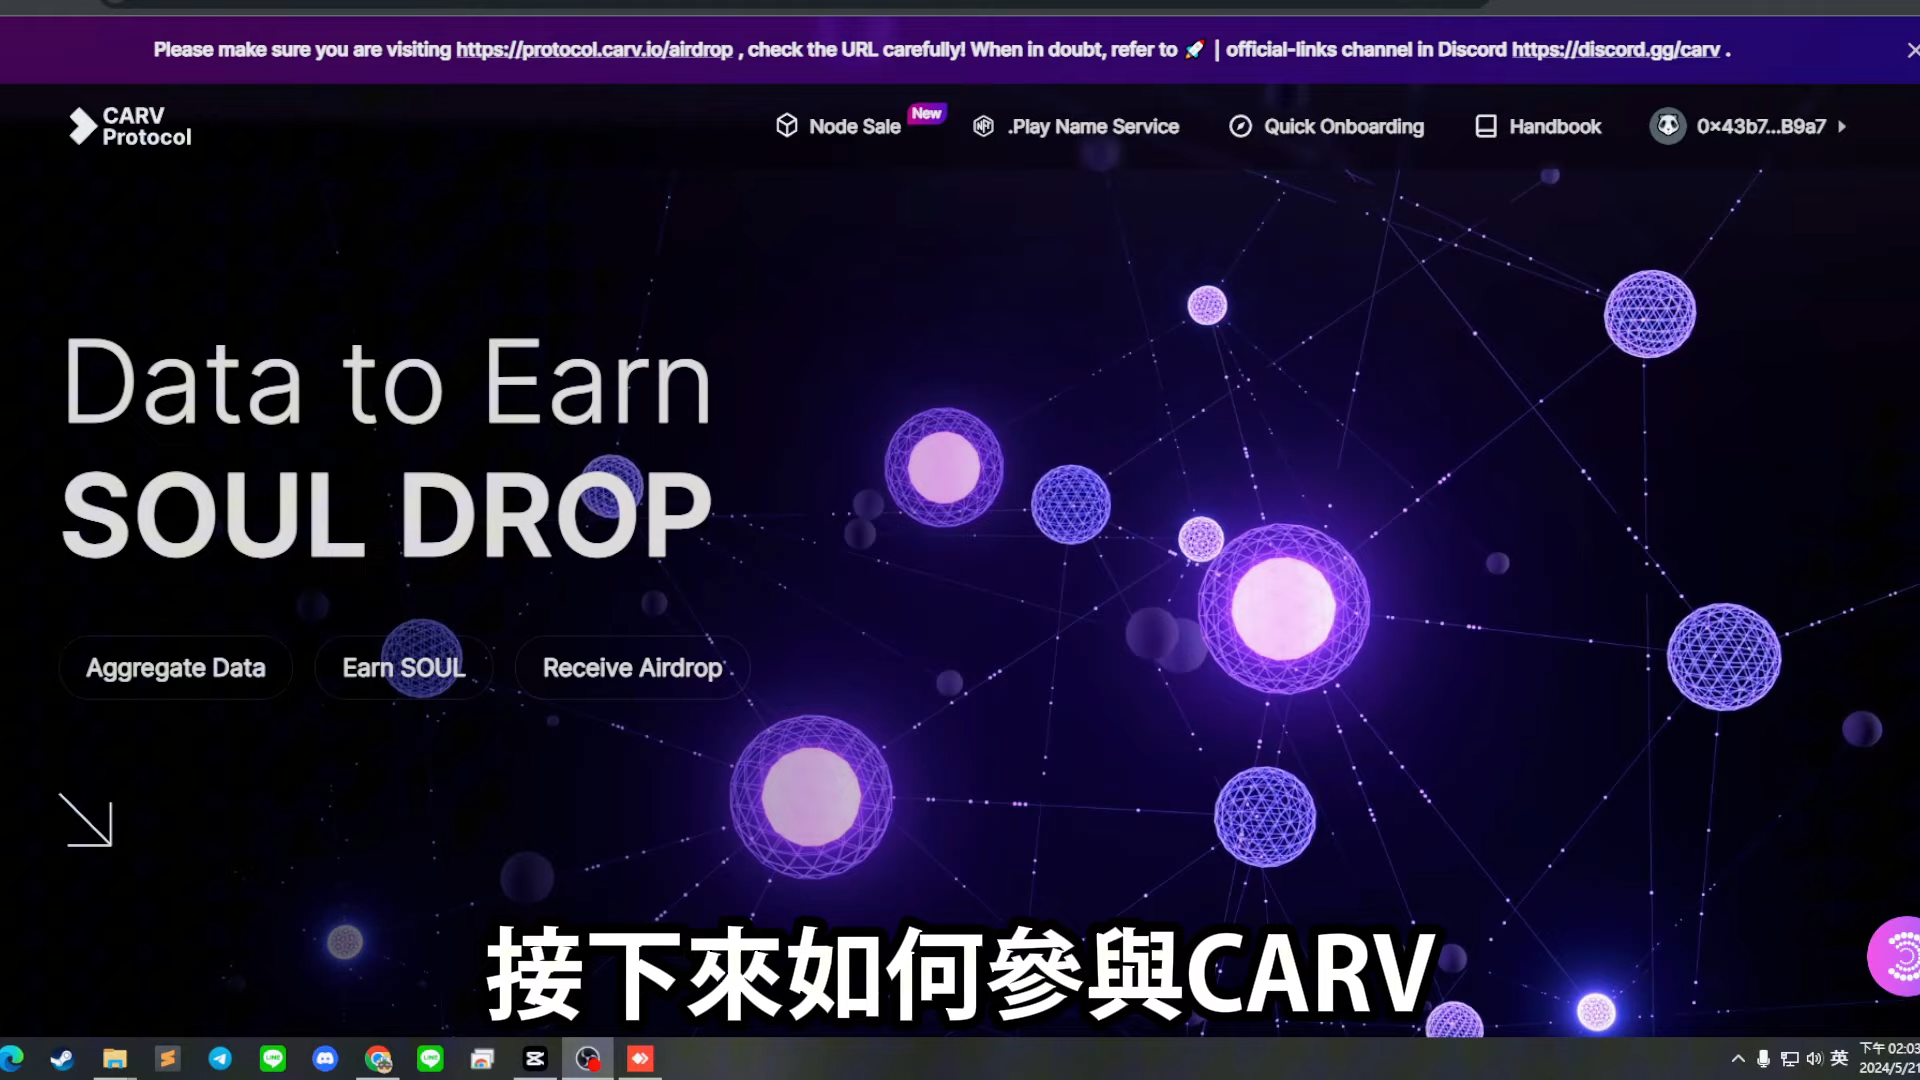 Please make sure you are visiting https://protocol.carv.io/airdrop , check the URL carefully! When in doubt, refer to 🚀 | official-links channel in Discord https://discord.gg/carv .
CARV
Protocol
Node Sale
New
.Play Name Service
Quick Onboarding
Handbook
0×43b7...B9a7
Data to Earn
SOUL DROP
Aggregate Data
Earn SOUL
Receive Airdrop
接下來如何參與CARV
英
下午 02:03
2024/5/21